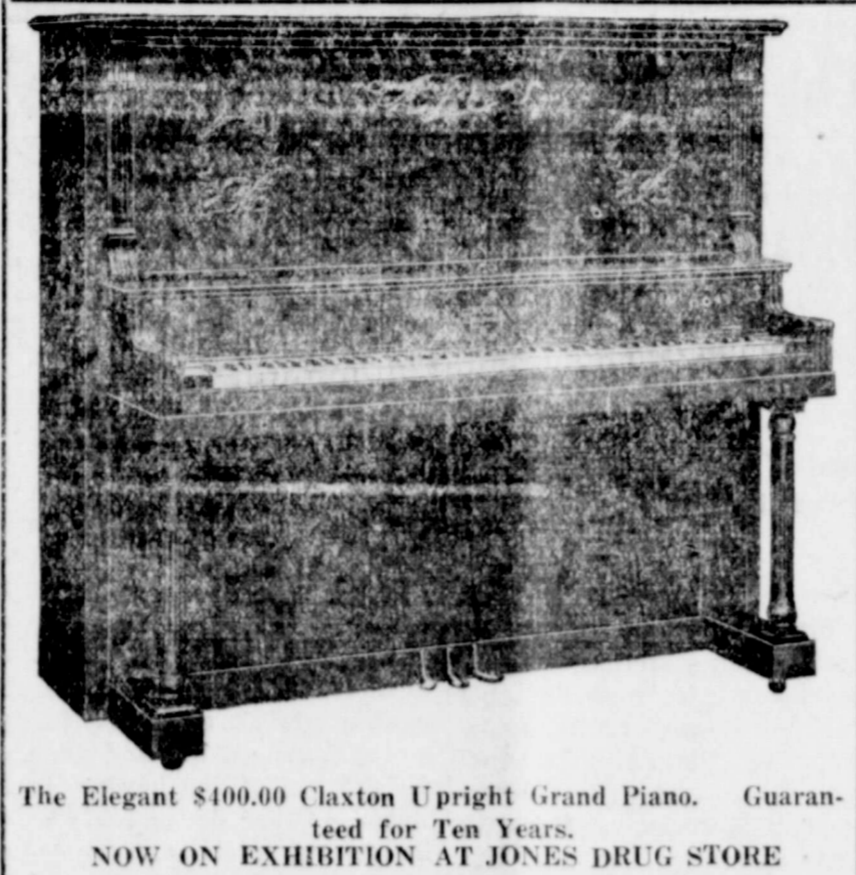 The Elegant $400.00 Claxton Upright Grand Piano. Guaran-
teed for Ten Years.
NOW ON EXHIBITION AT JONES DRUG STORE